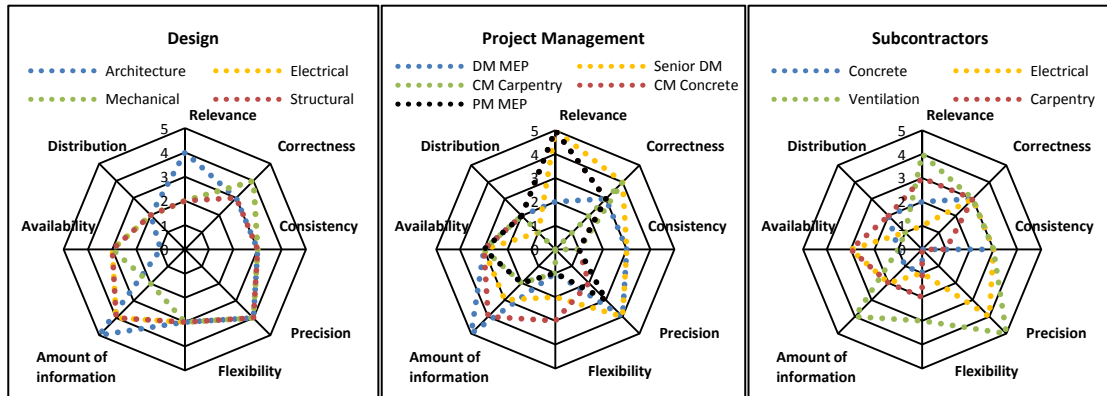 Design
Architecture
Electrical
Mechanical
Structural
Relevance
Correctness
Consistency
Precision
Flexibility
Amount of
information
Availability
Distribution
5
4
3
2
1
0
Project Management
DM MEP
Senior DM
CM Carpentry
CM Concrete
PM MEP
Relevance
Correctness
Consistency
Precision
Flexibility
Amount of
information
Availability
Distribution
5
4
3
2
1
0
Subcontractors
Concrete
Electrical
Ventilation
Carpentry
Relevance
Correctness
Consistency
Precision
Flexibility
Amount of
information
Availability
Distribution
5
4
3
2
1
0